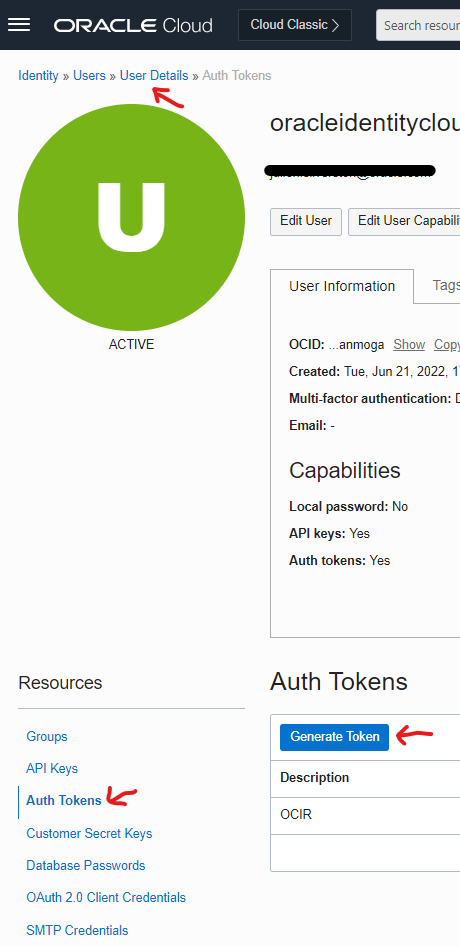 ORACLE Cloud
Cloud Classic
Search resour
Identity » Users » User Details » Auth Tokens
U
ACTIVE
oracleidentityclou
Edit User
Edit User Capabili
User Information
Tags
OCID: ...anmoga Show Copy
Created: Tue, Jun 21, 2022, 1
Multi-factor authentication: D
Email: -
Capabilities
Local password: No
API keys: Yes
Auth tokens: Yes
Resources
Groups
API Keys
Auth Tokens
Customer Secret Keys
Database Passwords
OAuth 2.0 Client Credentials
SMTP Credentials
Auth Tokens
Generate Token
Description
OCIR